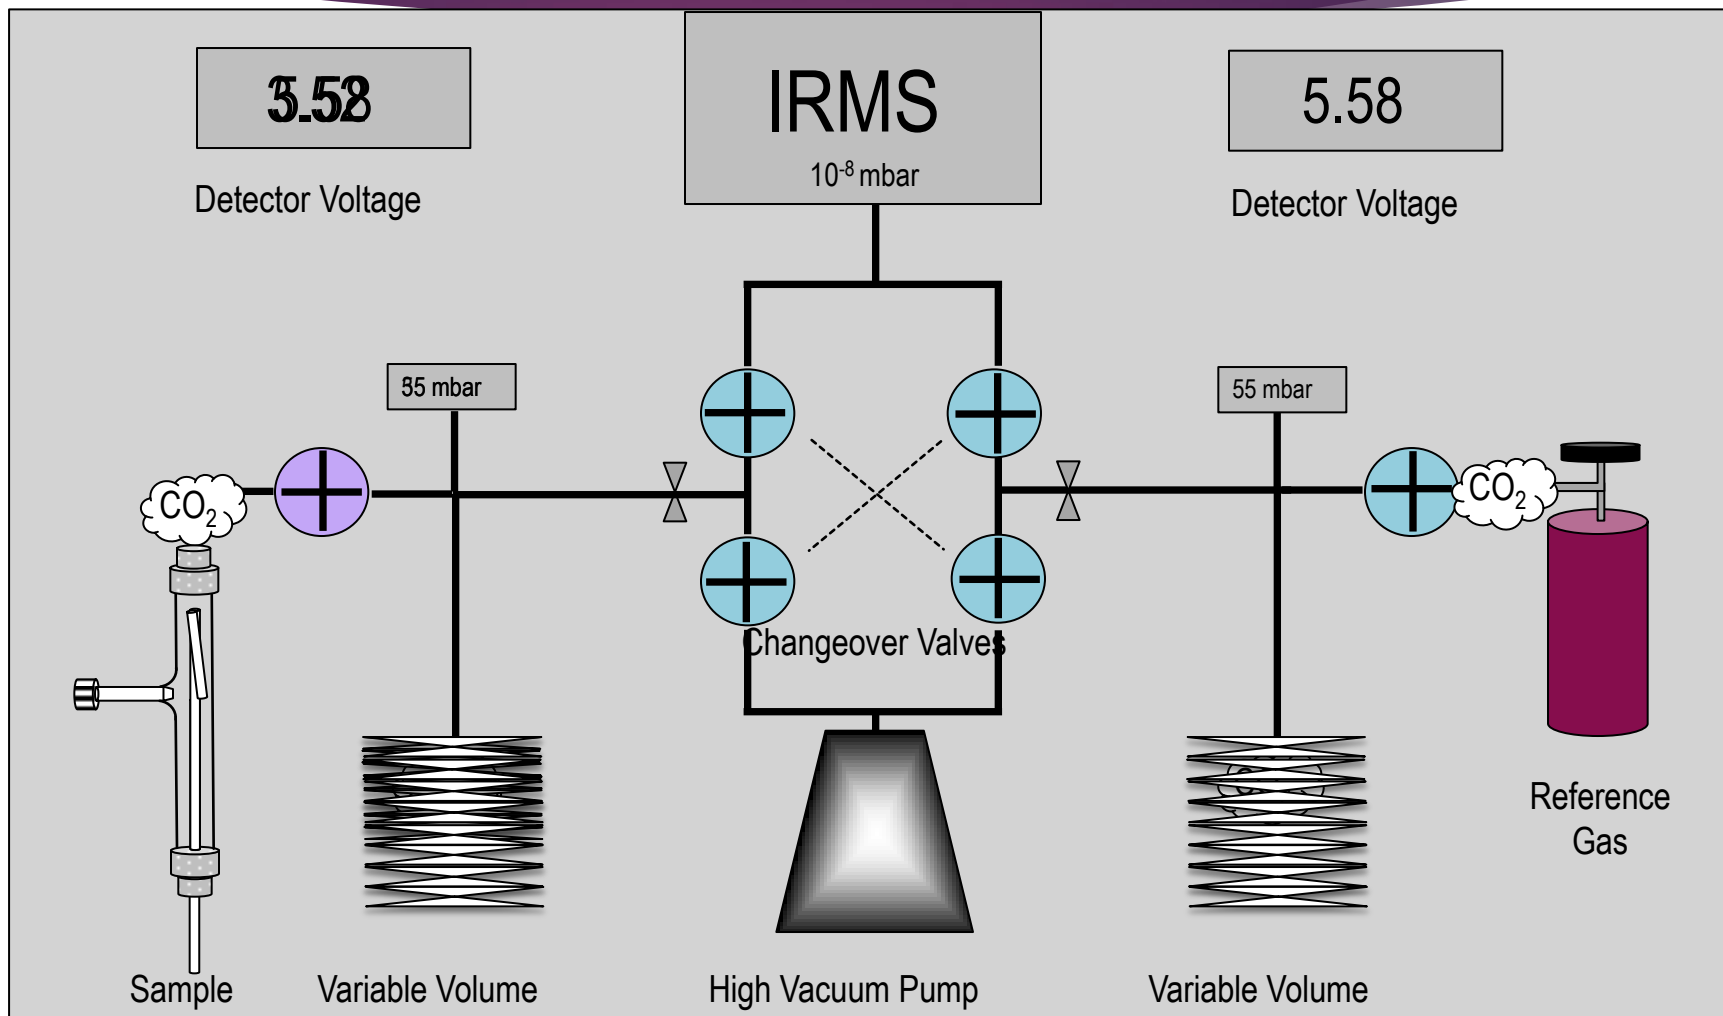 IRMS
10⁻⁸ mbar
5.58
Detector Voltage
Detector Voltage
mbar
55 mbar
CO₂
CO₂
Changeover Valves
Reference
Gas
Sample
Variable Volume
High Vacuum Pump
Variable Volume